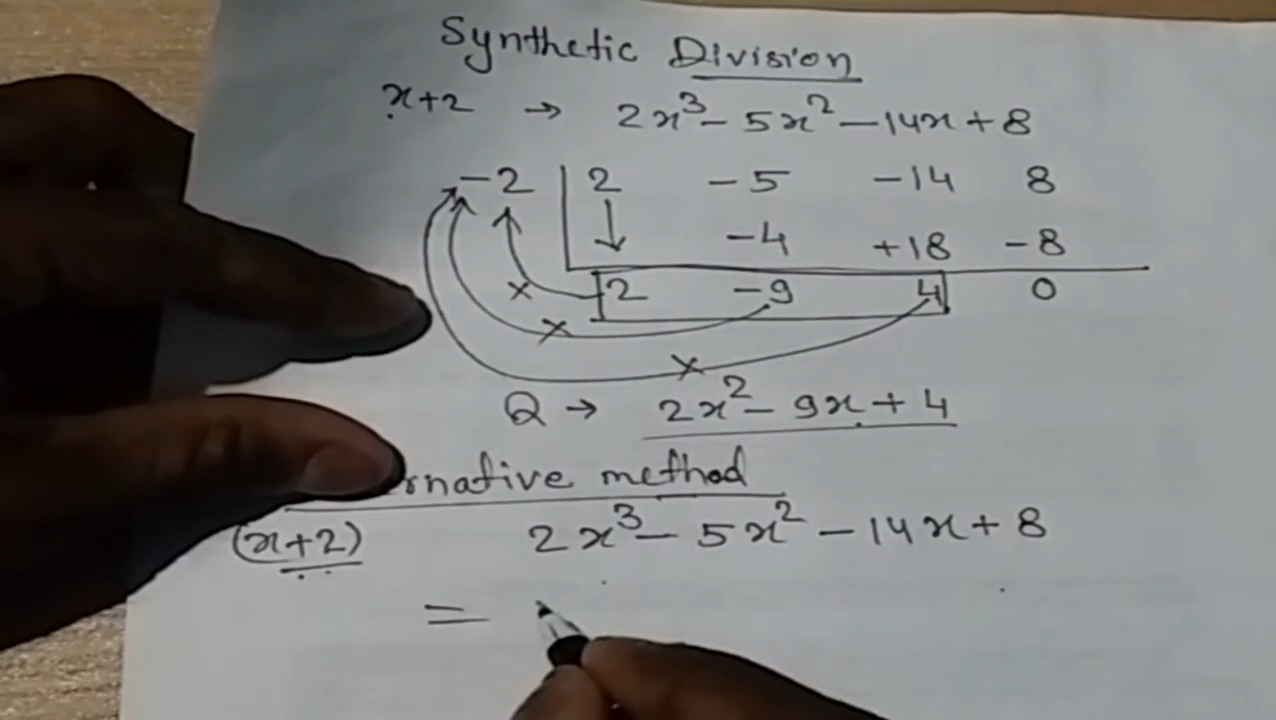 Synthetic Division
x+2 → 2x³ - 5x² - 14x + 8
-2 | 2 -5 -14 8
↓ -4 +18 -8
2 -9 4 0
× × ×
Q → 2x² - 9x + 4
method
(x+2) 2x³ - 5x² - 14x + 8
=